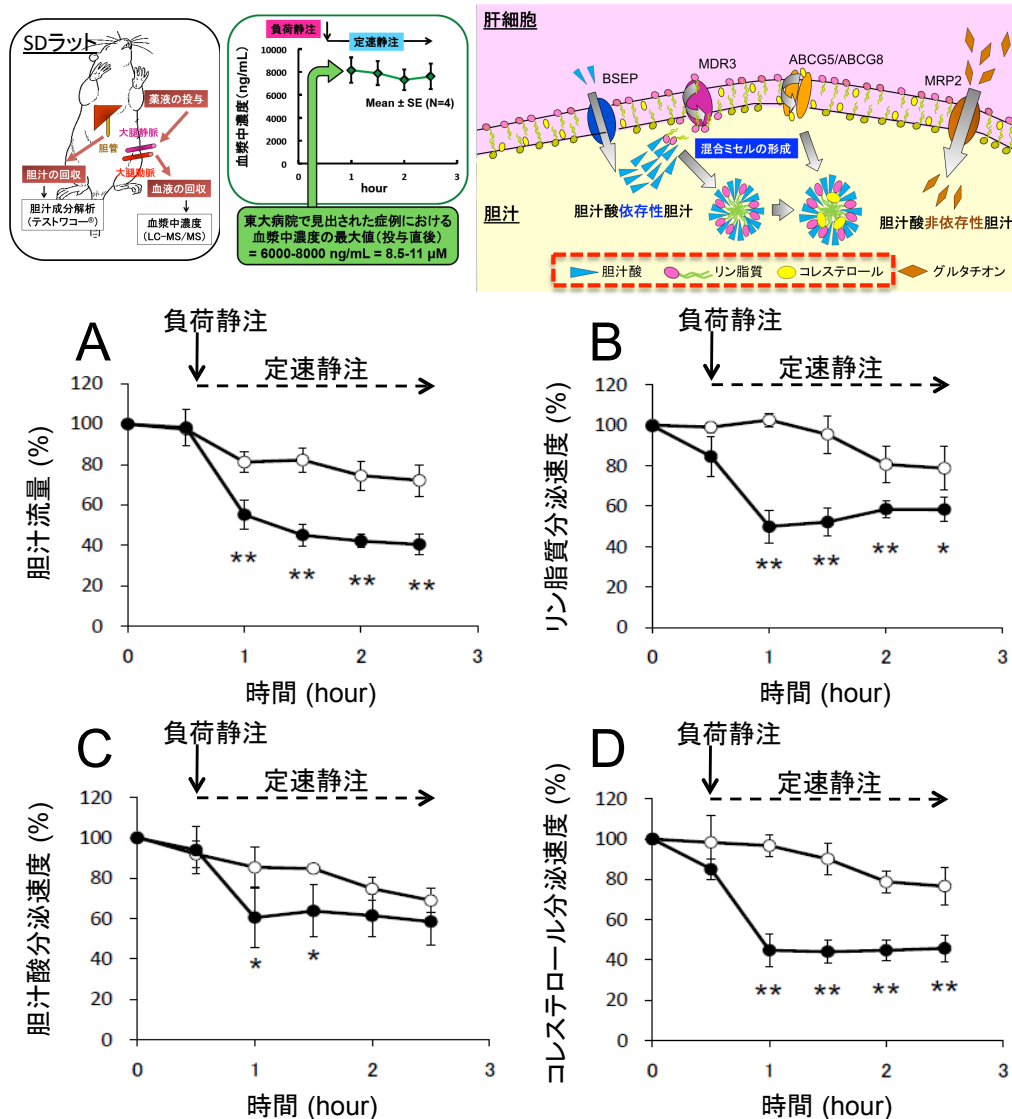 SDラット
薬液の投与
大腿静脈
胆管
胆汁の回収
大腿動脈
血液の回収
胆汁成分解析
(テストワコー®)
血漿中濃度
(LC-MS/MS)
負荷静注
定速静注
血漿中濃度(ng/mL)
10000
8000
6000
4000
2000
0
Mean ± SE (N=4)
0 1 2 3
hour
東大病院で見出された症例における
血漿中濃度の最大値(投与直後)
= 6000-8000 ng/mL = 8.5-11 μM
肝細胞
BSEP
MDR3
ABCG5/ABCG8
MRP2
混合ミセルの形成
胆汁
胆汁酸依存性胆汁
胆汁酸非依存性胆汁
胆汁酸
リン脂質
コレステロール
グルタチオン
A
負荷静注
定速静注
胆汁流量 (%)
120
100
80
60
40
20
0
** ** ** **
0 1 2 3
時間 (hour)
B
負荷静注
定速静注
リン脂質分泌速度 (%)
120
100
80
60
40
20
0
** ** ** *
0 1 2 3
時間 (hour)
C
負荷静注
定速静注
胆汁酸分泌速度 (%)
120
100
80
60
40
20
0
* *
0 1 2 3
時間 (hour)
D
負荷静注
定速静注
コレステロール分泌速度 (%)
120
100
80
60
40
20
0
** ** ** **
0 1 2 3
時間 (hour)